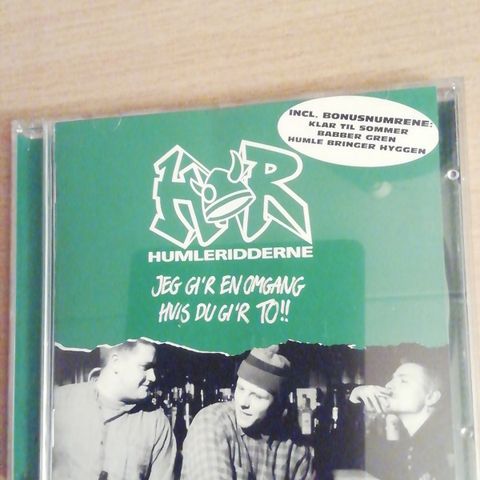 INCL. BONUSNUMRENE:
KLAR TIL SOMMER
BABBER GREN
HUMLE BRINGER HYGGEN
H R
HUMLERIDDERNE
JEG GI'R EN OMGANG
HVIS DU GI'R TO!!